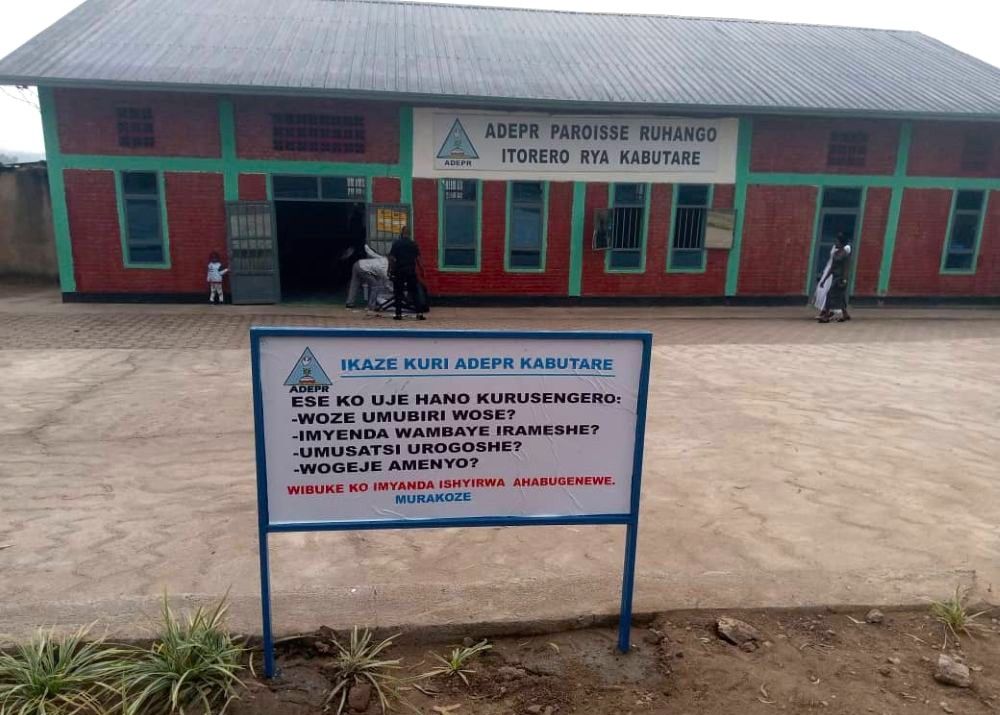 ADEPR PAROISSE RUHANGO
ITORERO RYA KABUTARE
ADEPR
IKAZE KURI ADEPR KABUTARE
ADEPR
ESE KO UJE HANO KURUSENGERO:
-WOZE UMUBIRI WOSE?
-IMYENDA WAMBAYE IRAMESHE?
-UMUSATSI UROGOSHE?
-WOGEJE AMENYO?
WIBUKE KO IMYANDA ISHYIRWA AHABUGENEWE.
MURAKOZE